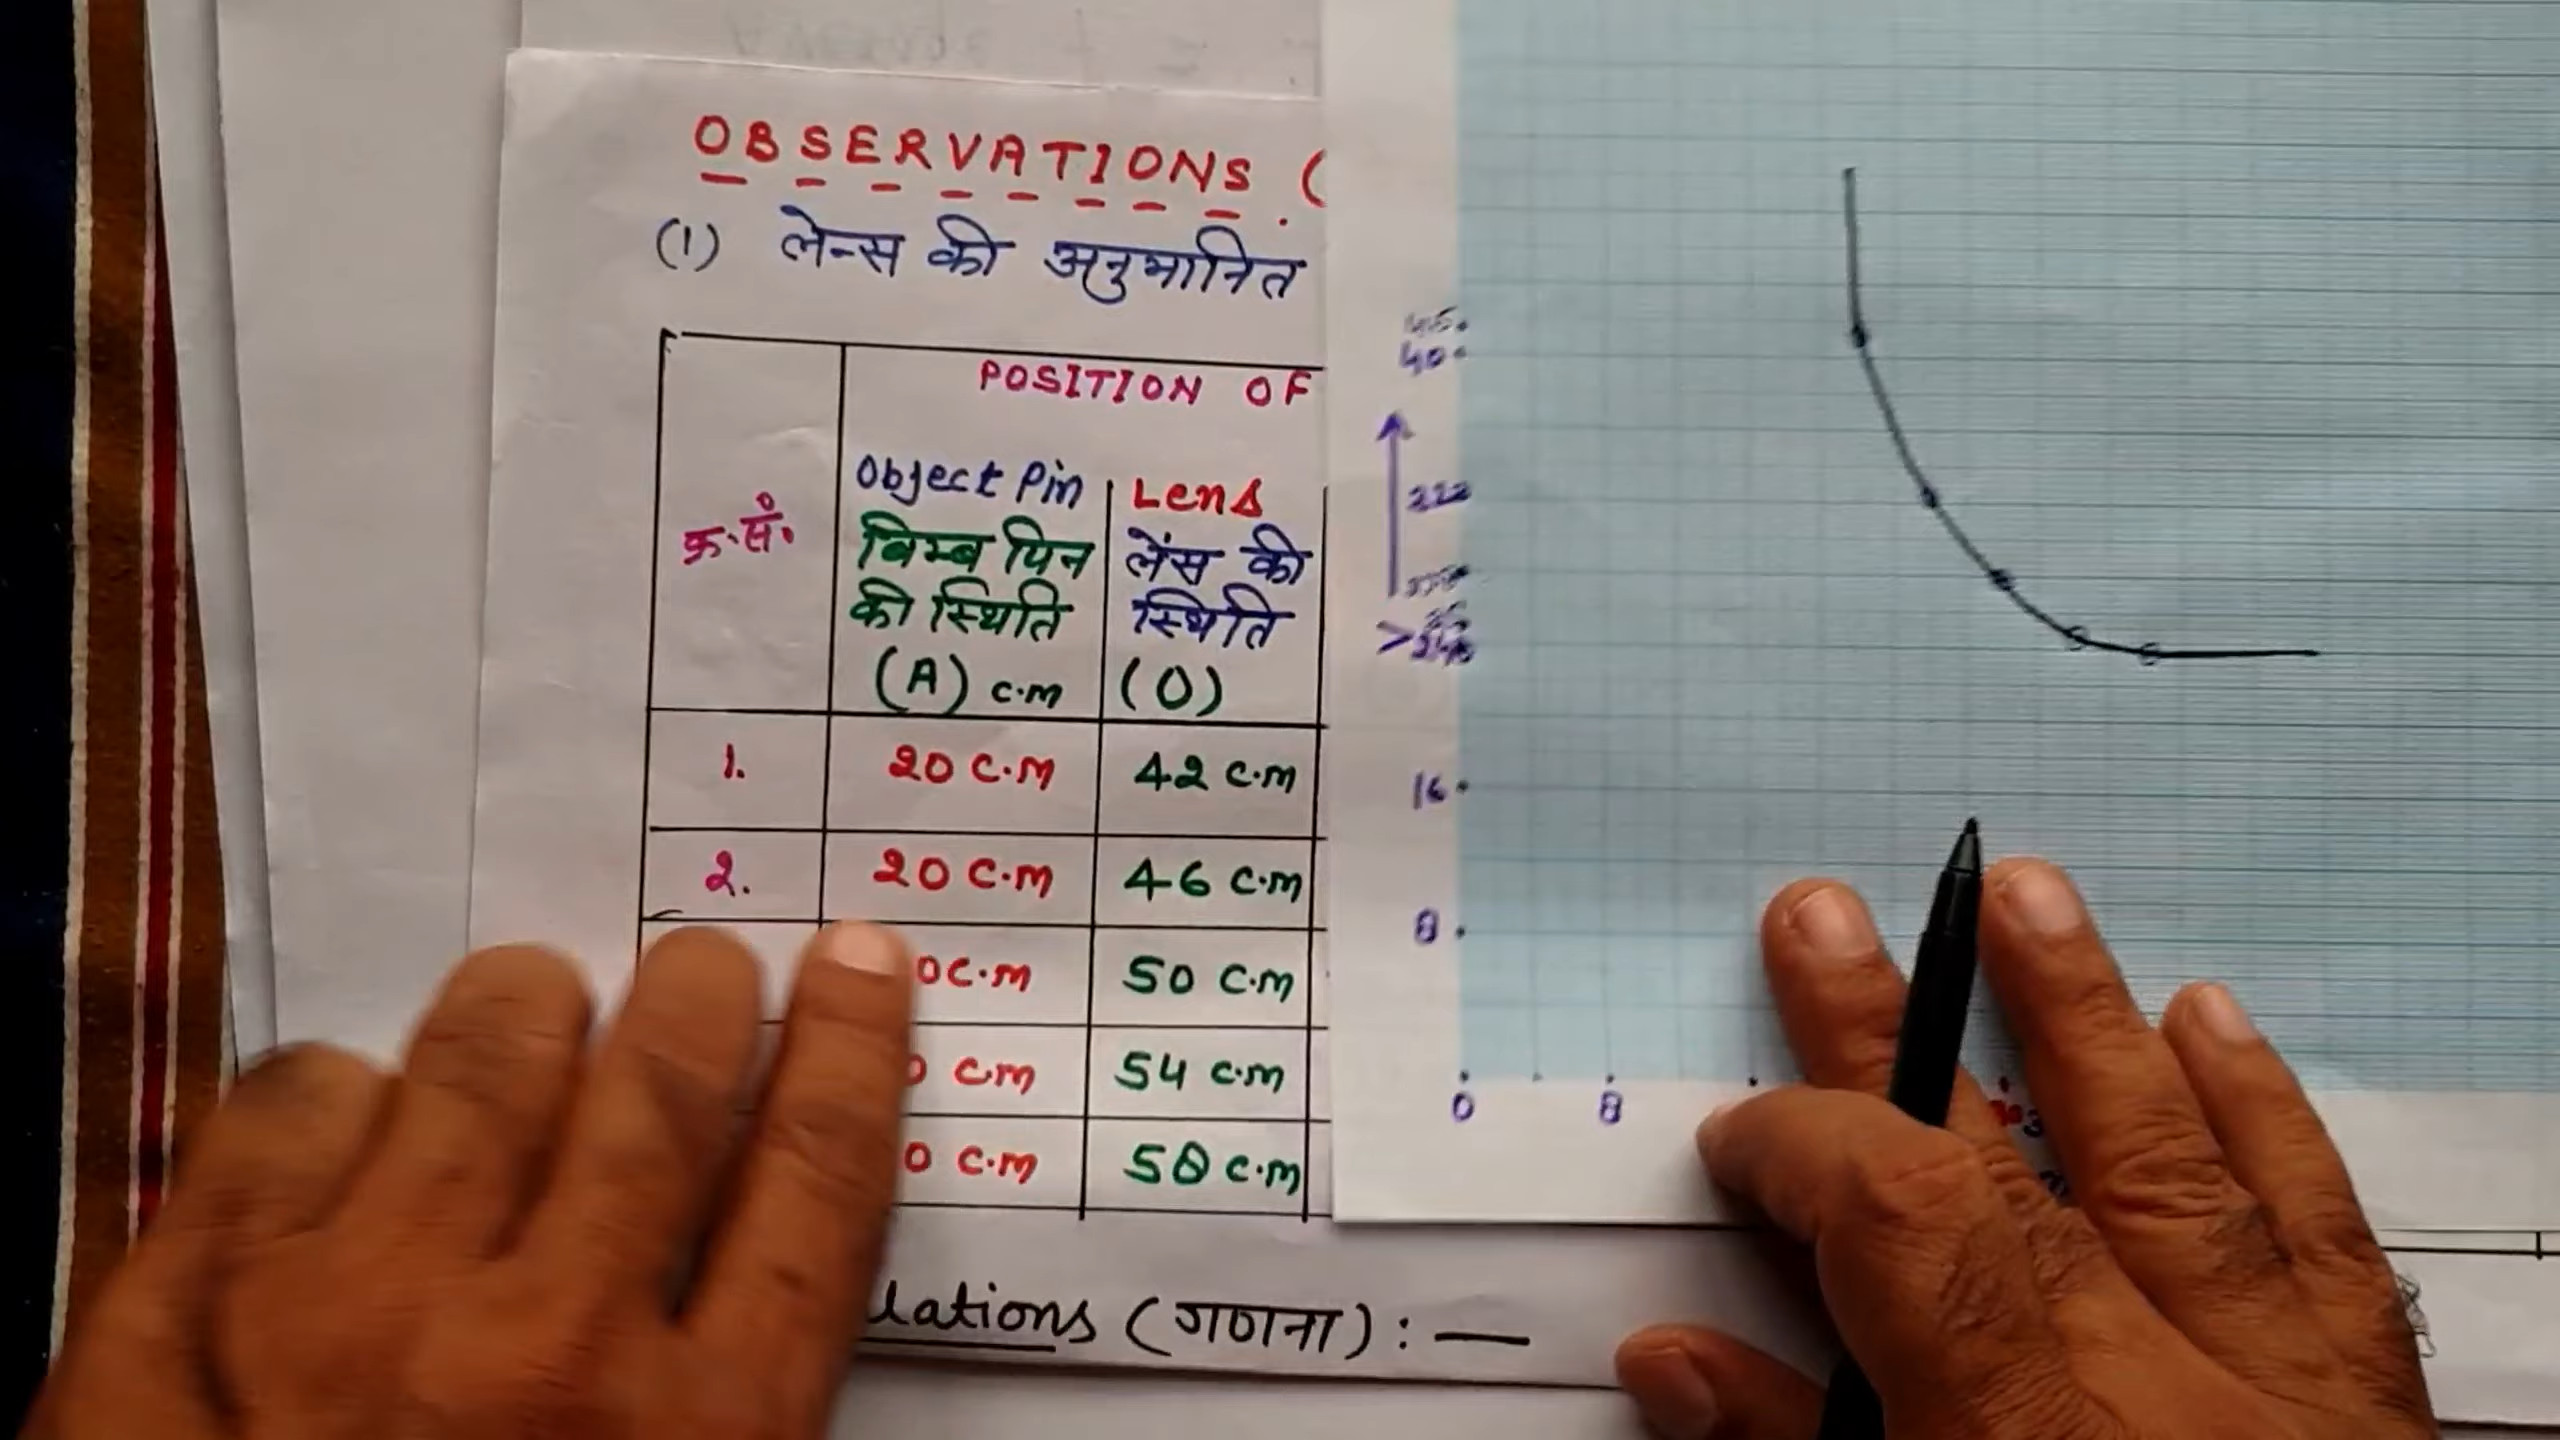 OBSERVATIONS. (
(1) लेन्स की अनुमानित
POSITION OF
क्र.सं.
Object Pin
बिम्ब पिन
की स्थिति
(A) c.m
Lens
लेंस की
स्थिति
(O)
1. 20 c.m 42 c.m
2. 20 c.m 46 c.m
0 c.m 50 c.m
0 cm 54 c.m
0 c.m 58 c.m
lations (गणना) : —
40
16
8
0 8